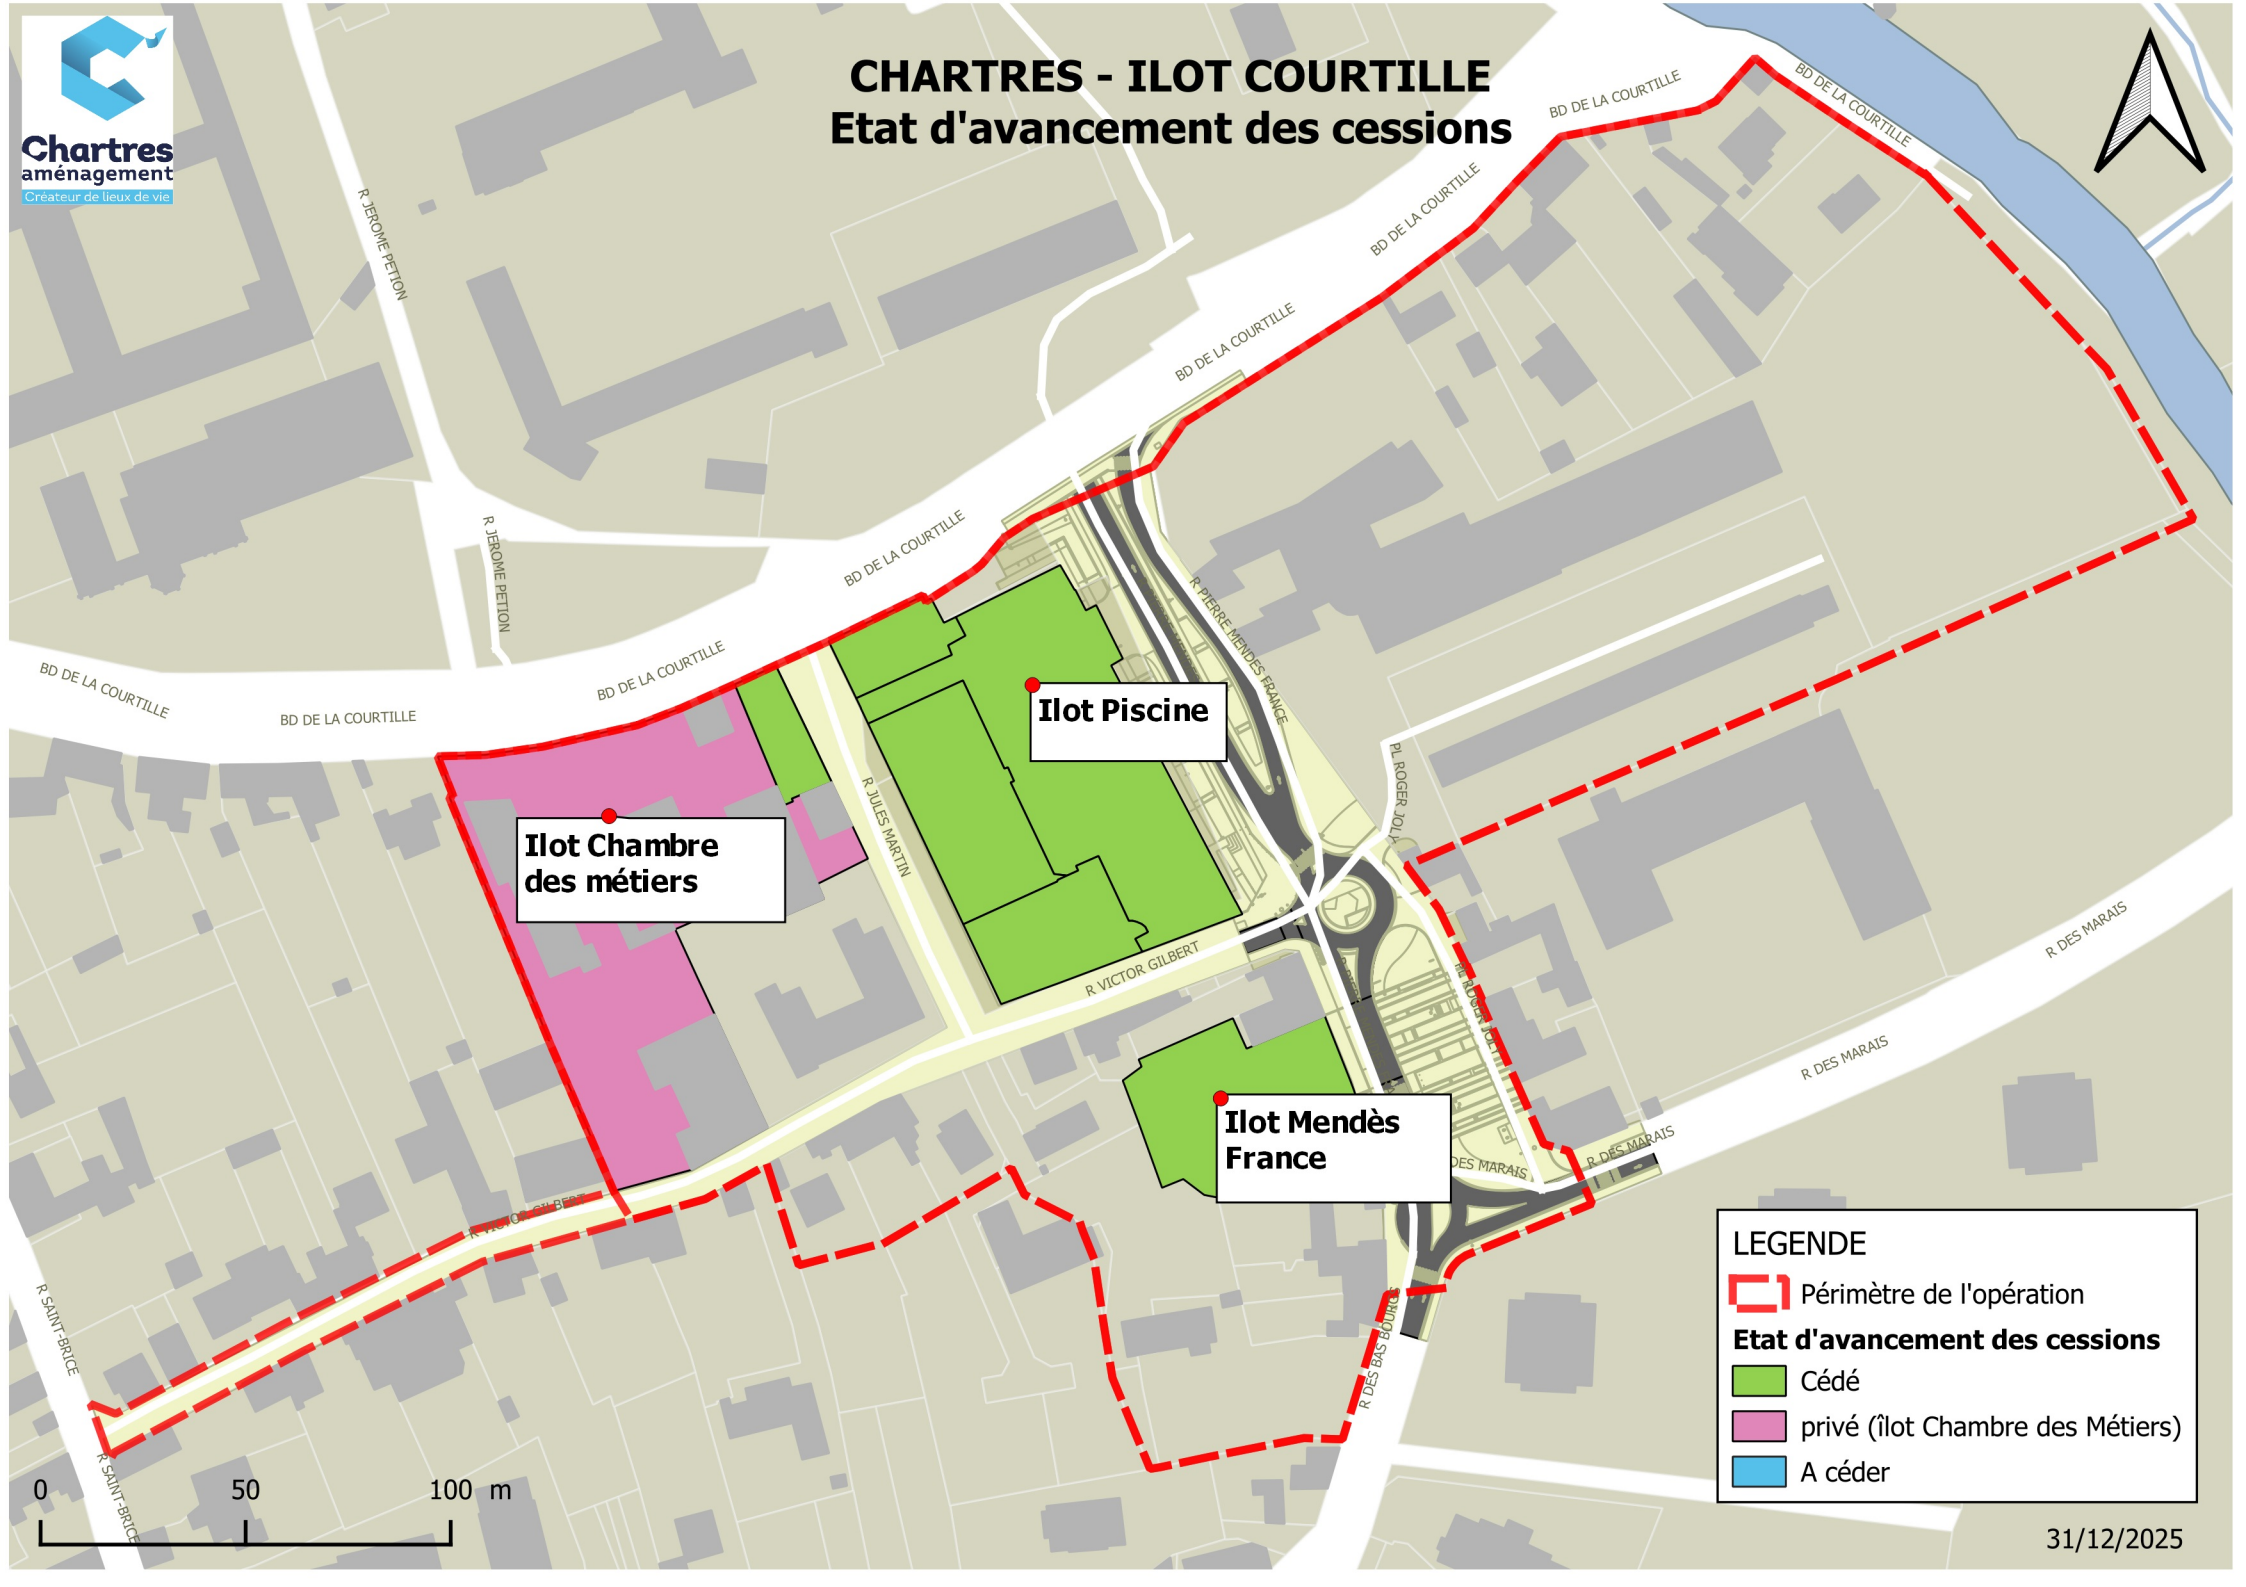 Chartres
aménagement
Créateur de lieux de vie
CHARTRES - ILOT COURTILLE
Etat d'avancement des cessions
BD DE LA COURTILLE
BD DE LA COURTILLE
BD DE LA COURTILLE
BD DE LA COURTILLE
BD DE LA COURTILLE
BD DE LA COURTILLE
BD DE LA COURTILLE
BD DE LA COURTILLE
R JEROME PETION
R JEROME PETION
R PIERRE MENDES FRANCE
Ilot Piscine
PL ROGER JOLY
R JULES MARTIN
Ilot Chambre
des métiers
R VICTOR GILBERT
PL ROGER JOLY
R DES MARAIS
R DES MARAIS
Ilot Mendès
France
DES MARAIS
R DES MARAIS
R VICTOR GILBERT
R DES BAS BOURGS
R SAINT-BRICE
R SAINT-BRICE
LEGENDE
Périmètre de l'opération
Etat d'avancement des cessions
Cédé
privé (îlot Chambre des Métiers)
A céder
0 50 100 m
31/12/2025